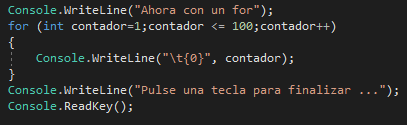 Console.WriteLine("Ahora con un for");
for (int contador=1;contador <= 100;contador++)
{
    Console.WriteLine("\t{0}", contador);
}
Console.WriteLine("Pulse una tecla para finalizar ...");
Console.ReadKey();